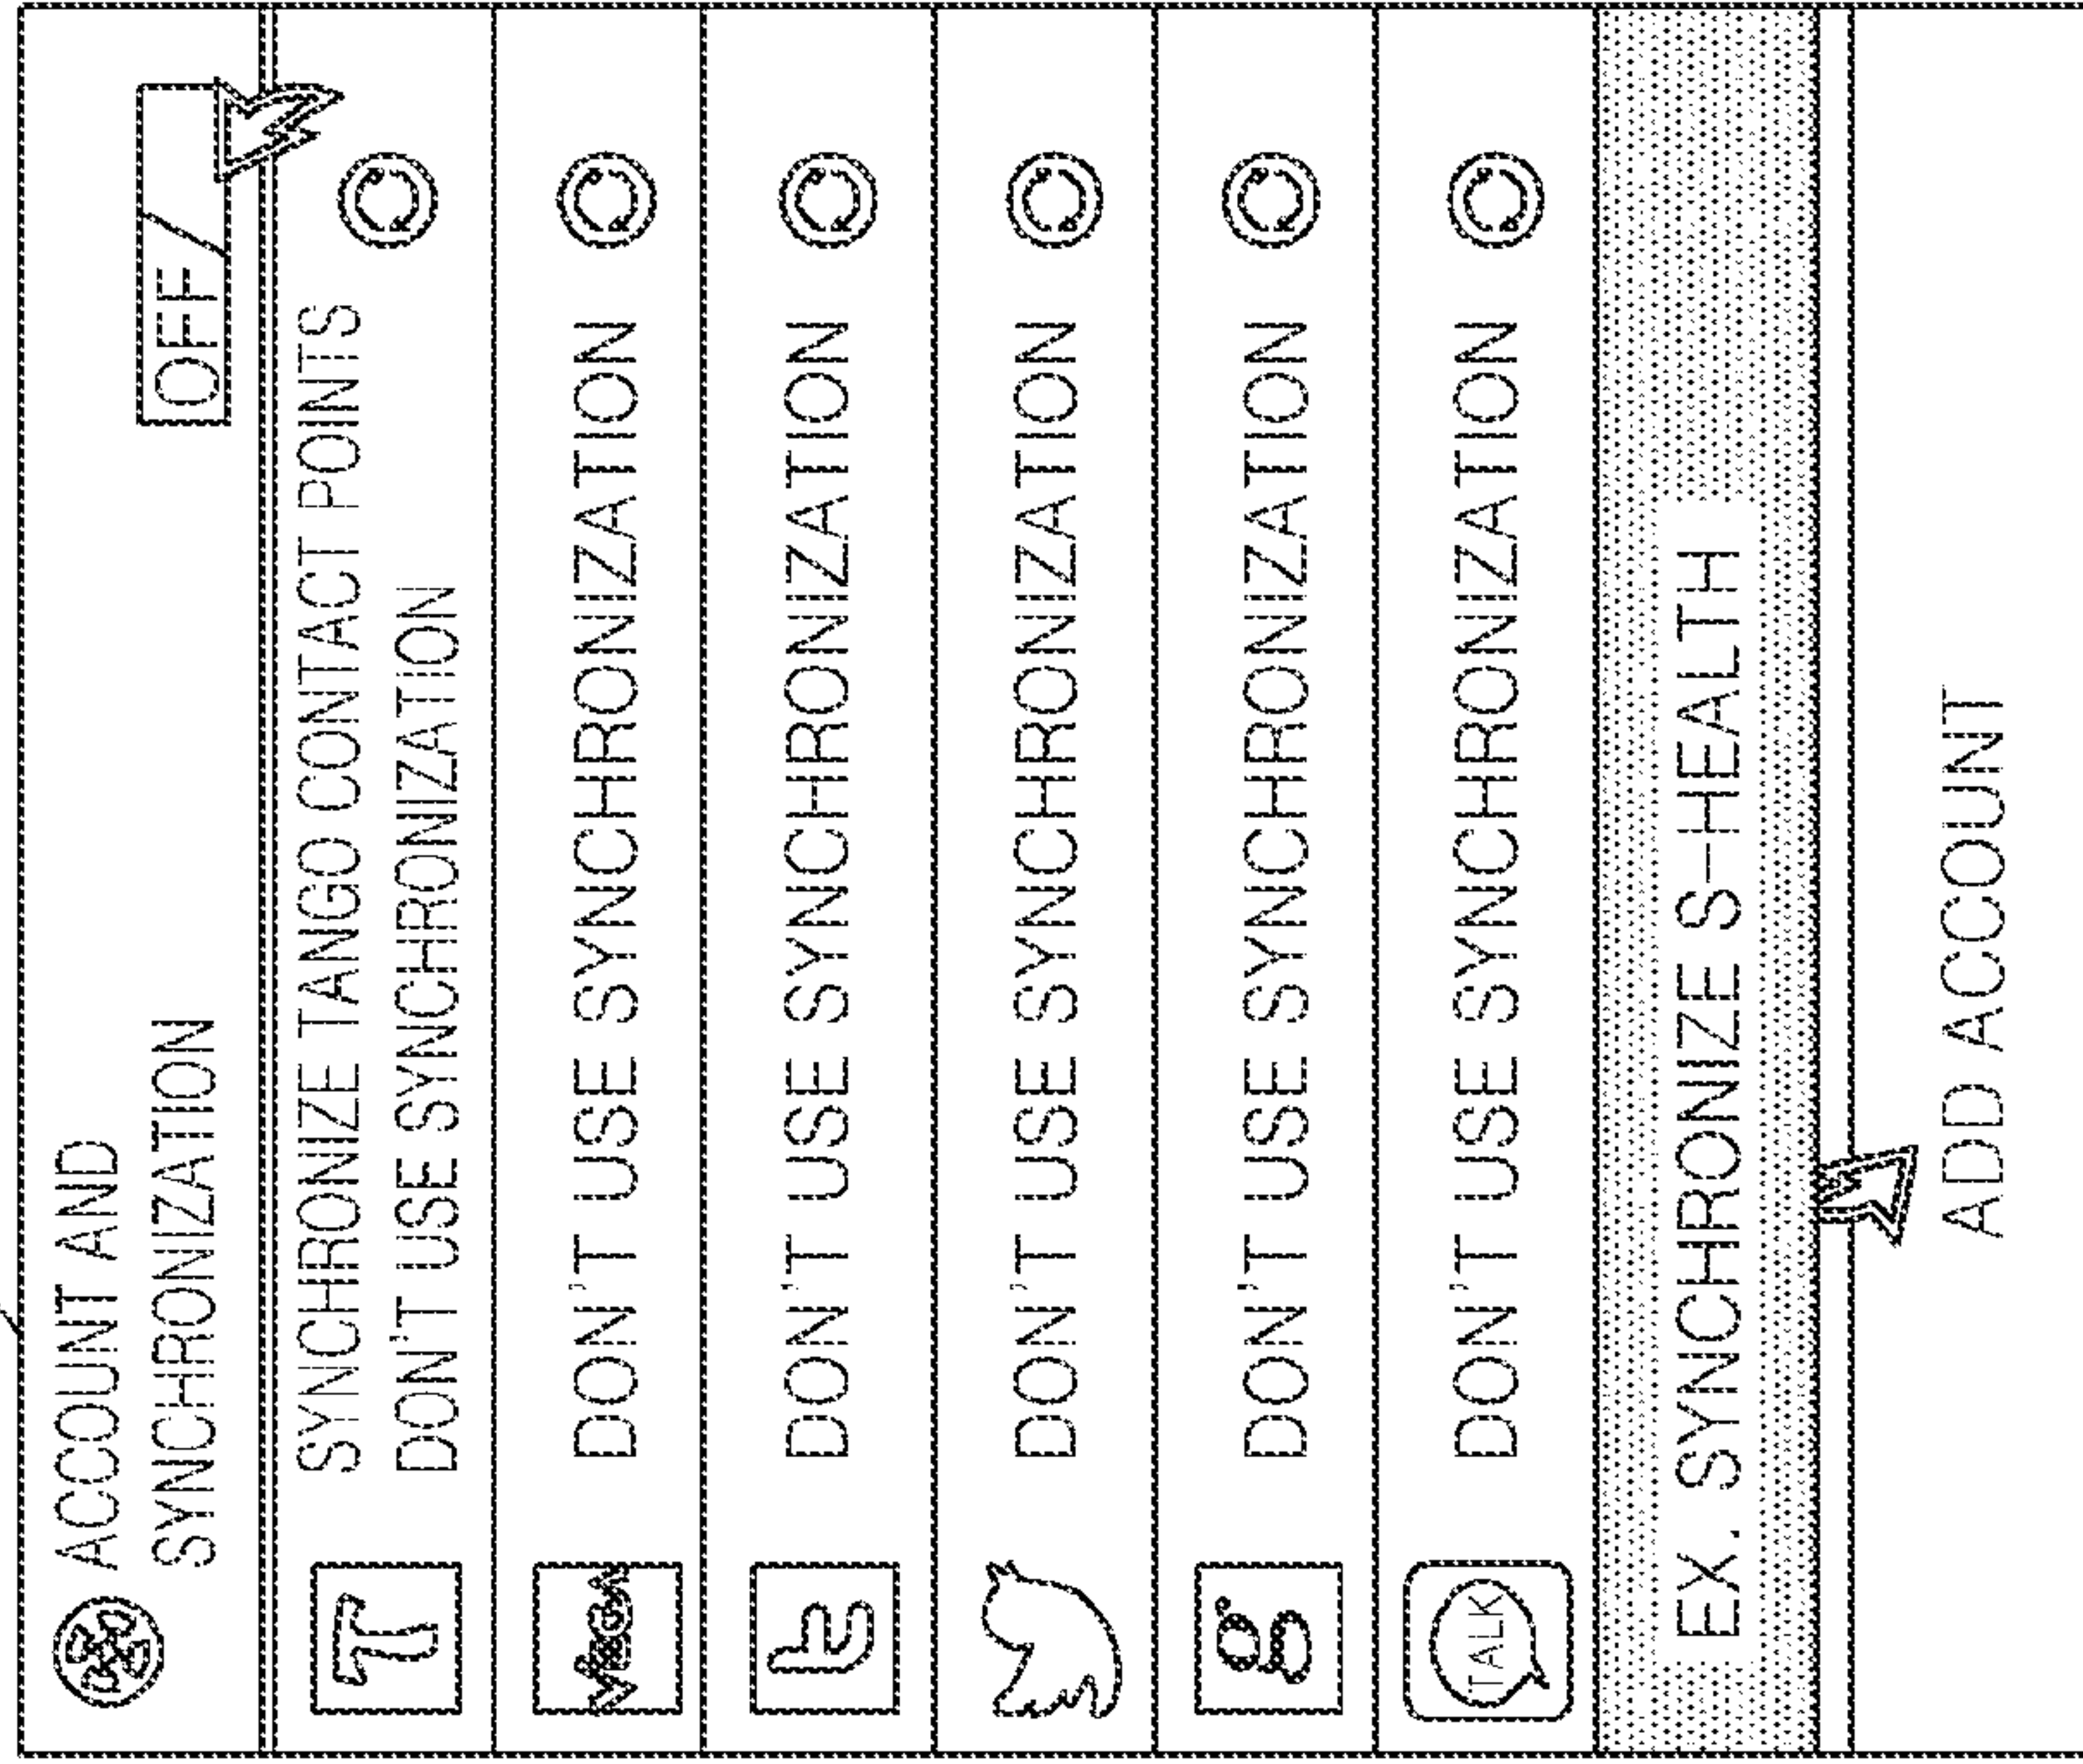 ACCOUNT AND
SYNCHRONIZATION
OFF/
T
SYNCHRONIZE TANGO CONTACT POINTS
DON'T USE SYNCHRONIZATION
VEGA
DON'T USE SYNCHRONIZATION
t
DON'T USE SYNCHRONIZATION
DON'T USE SYNCHRONIZATION
g
DON'T USE SYNCHRONIZATION
TALK
DON'T USE SYNCHRONIZATION
EX. SYNCHRONIZE S-HEALTH
ADD ACCOUNT